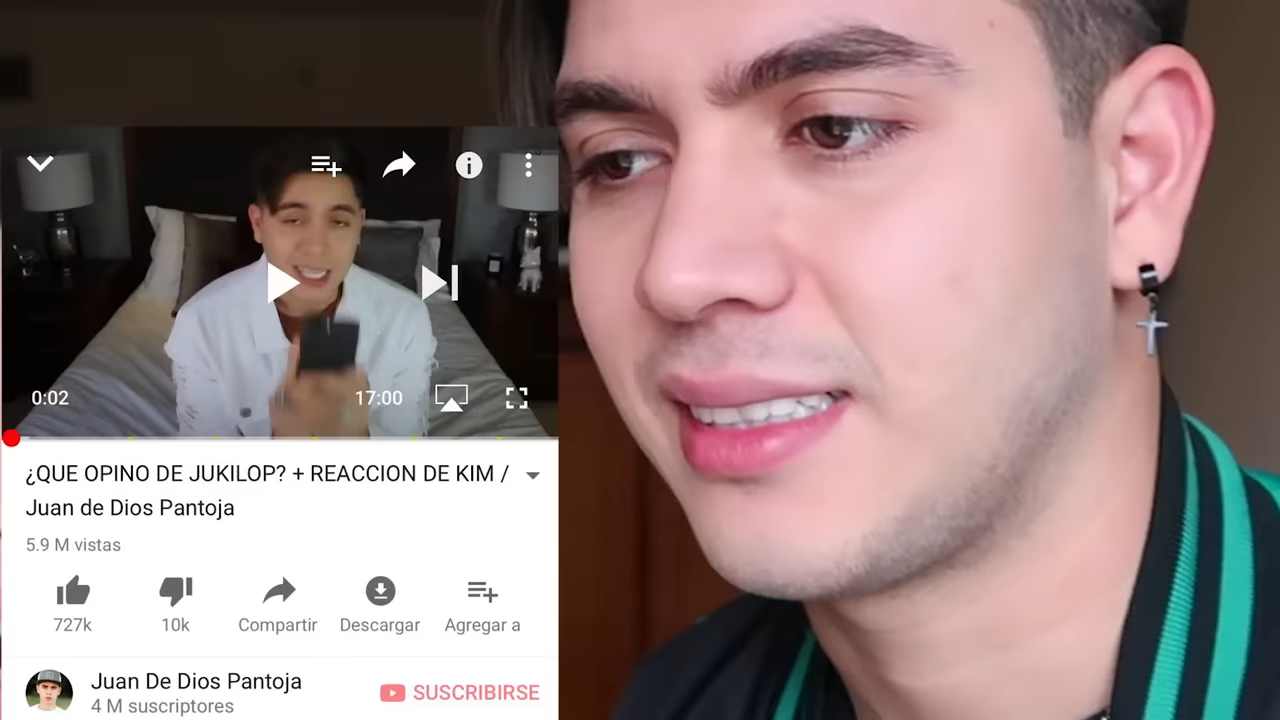 0:02
17:00
¿QUE OPINO DE JUKILOP? + REACCION DE KIM /
Juan de Dios Pantoja
5.9 M vistas
727k
10k
Compartir
Descargar
Agregar a
Juan De Dios Pantoja
4 M suscriptores
SUSCRIBIRSE